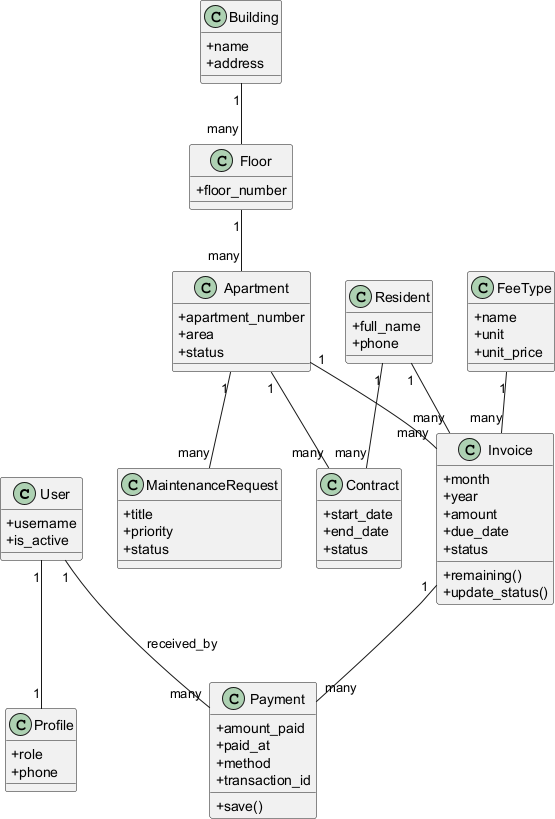 C Building
+name
+address
1
many
C Floor
+floor_number
1
many
C Apartment
+apartment_number
+area
+status
C Resident
+full_name
+phone
C FeeType
+name
+unit
+unit_price
1
1
1
1
1
1
many
many
many
many
many
many
C MaintenanceRequest
+title
+priority
+status
C Contract
+start_date
+end_date
+status
C Invoice
+month
+year
+amount
+due_date
+status
+remaining()
+update_status()
C User
+username
+is_active
1
1
1
received_by
1
many
many
C Profile
+role
+phone
C Payment
+amount_paid
+paid_at
+method
+transaction_id
+save()